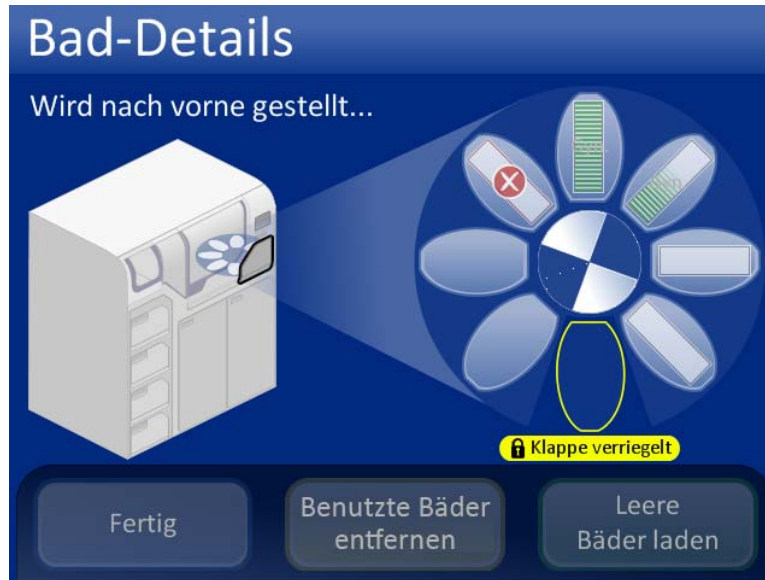 Bad-Details
Wird nach vorne gestellt...
Klappe verriegelt
Fertig
Benutzte Bäder
entfernen
Leere
Bäder laden